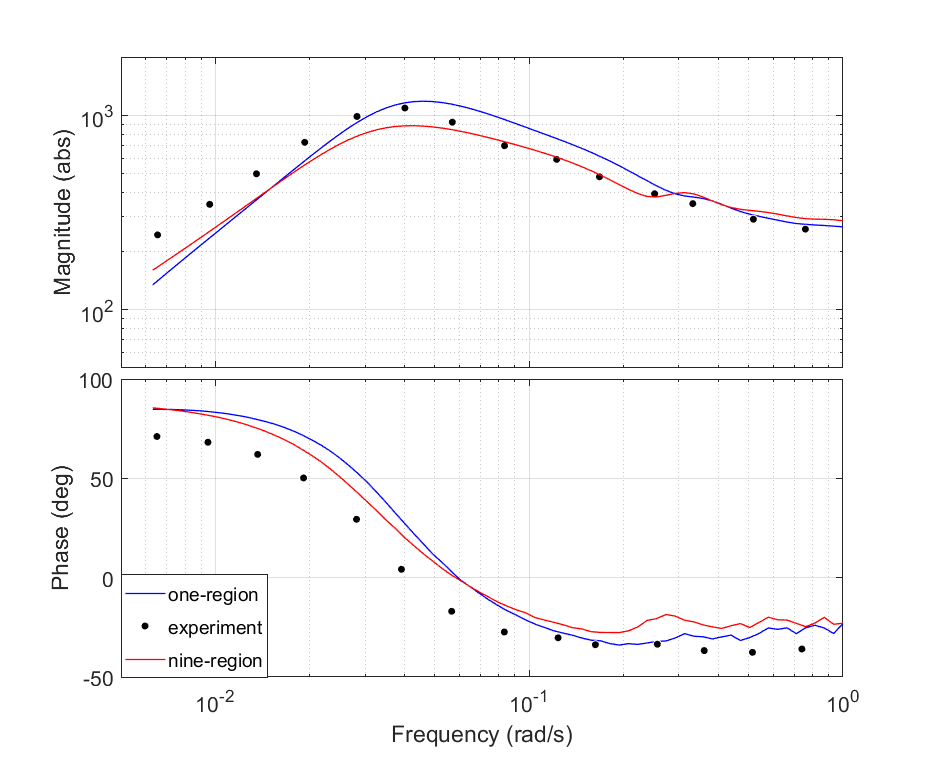 10^3
Magnitude (abs)
10^2
100
50
Phase (deg)
0
-50
one-region
experiment
nine-region
10^-2
10^-1
10^0
Frequency (rad/s)